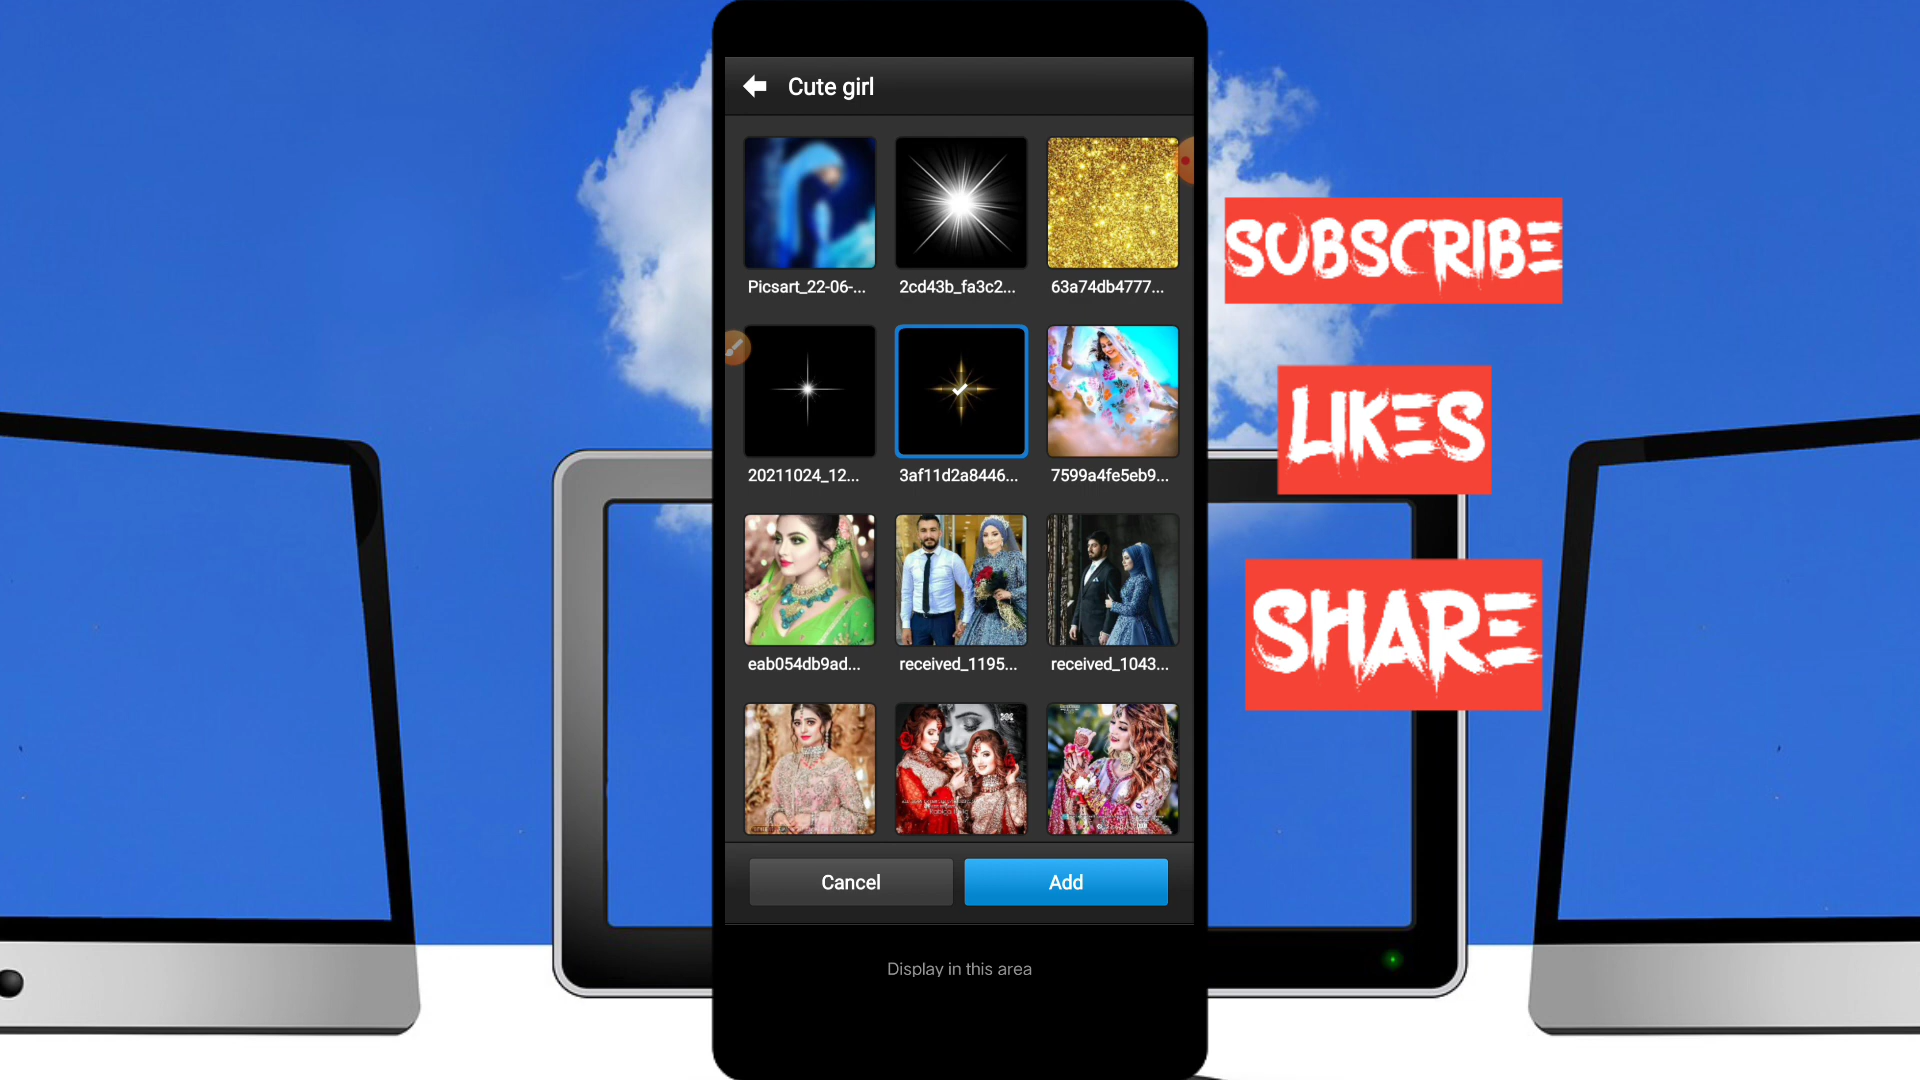 Cute girl
Picsart_22-06-...
2cd43b_fa3c2...
63a74db4777...
20211024_12...
3af11d2a8446...
7599a4fe5eb9...
eab054db9ad...
received_1195...
received_1043...
Cancel
Add
Display in this area
SUBSCRIBE
LIKES
SHARE